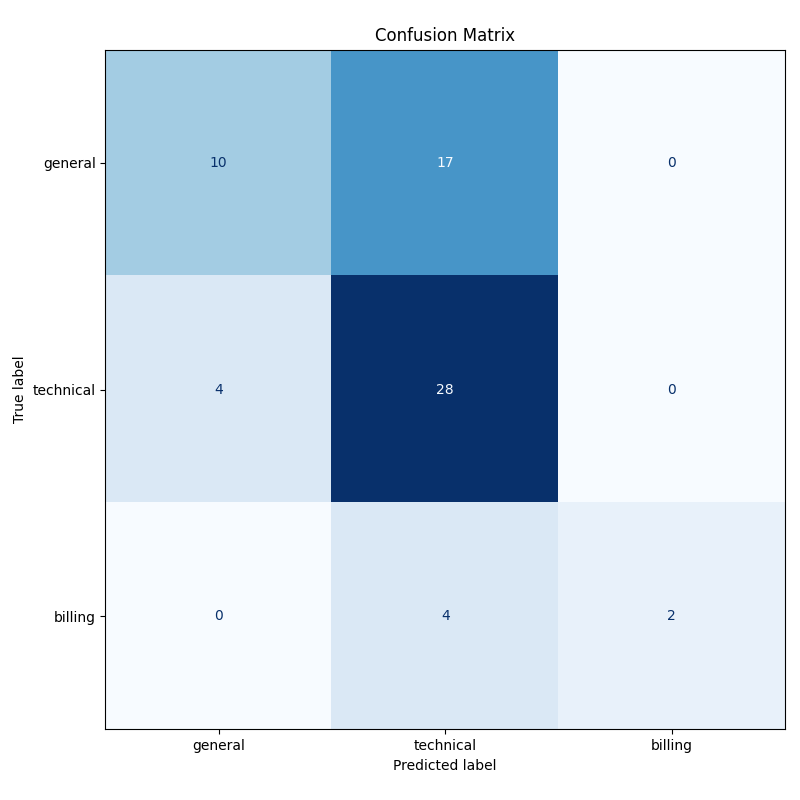 Confusion Matrix
general
10
17
0
technical
4
28
0
billing
0
4
2
general
technical
billing
Predicted label
True label